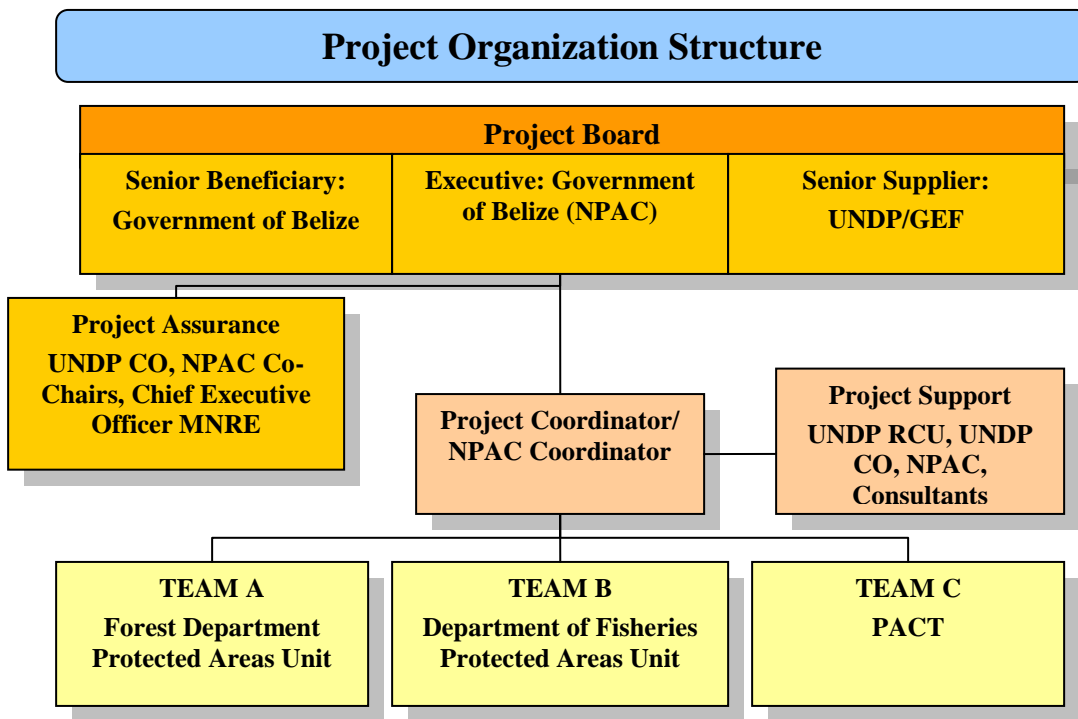 Project Organization Structure
Project Board
Senior Beneficiary:
Government of Belize
Executive: Government
of Belize (NPAC)
Senior Supplier:
UNDP/GEF
Project Assurance
UNDP CO, NPAC Co-
Chairs, Chief Executive
Officer MNRE
Project Coordinator/
NPAC Coordinator
Project Support
UNDP RCU, UNDP
CO, NPAC,
Consultants
TEAM A
Forest Department
Protected Areas Unit
TEAM B
Department of Fisheries
Protected Areas Unit
TEAM C
PACT